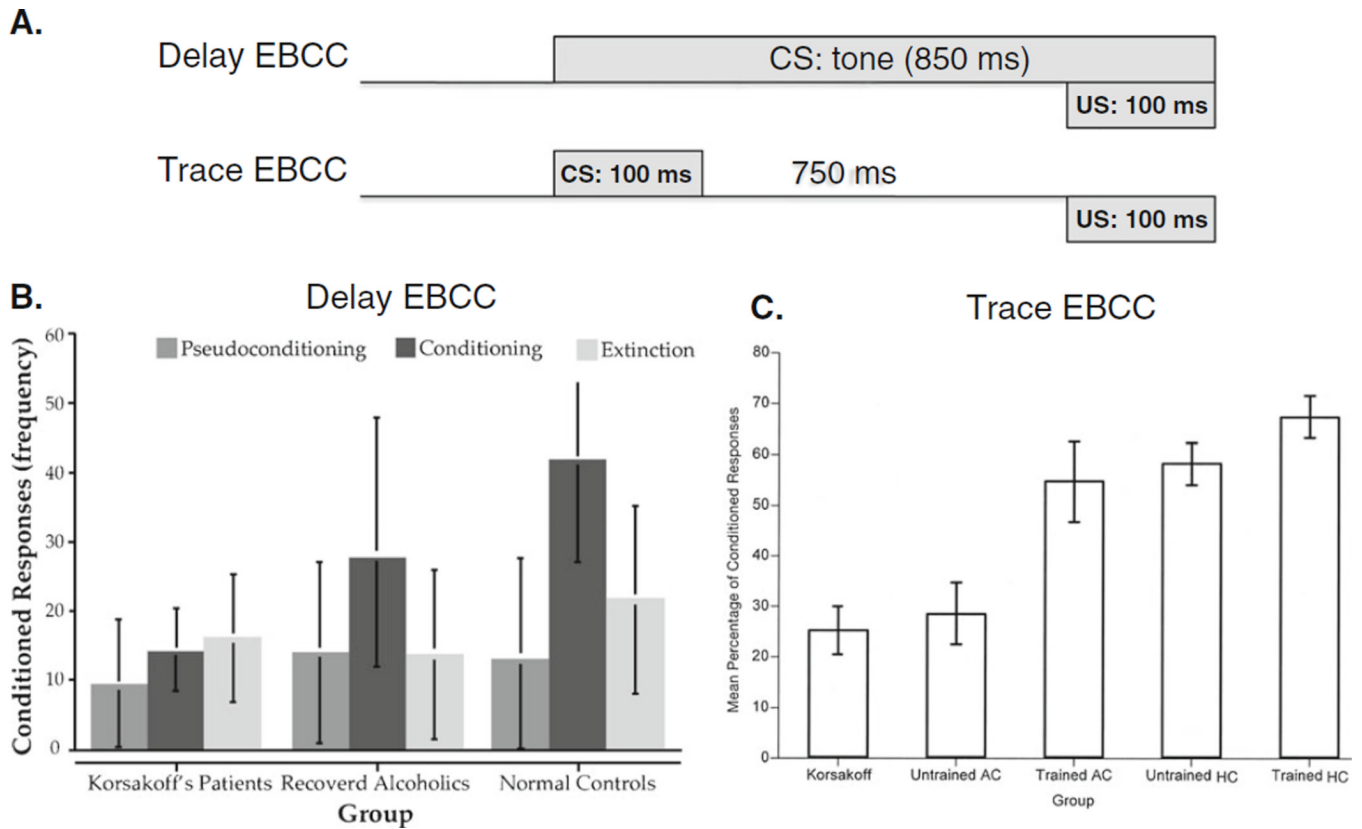 A.
Delay EBCC
CS: tone (850 ms)
US: 100 ms
Trace EBCC
CS: 100 ms
750 ms
US: 100 ms
B.
Delay EBCC
Conditioned Responses (frequency)
60
50
40
30
20
10
0
Pseudoconditioning
Conditioning
Extinction
Korsakoff's Patients
Recoverd Alcoholics
Normal Controls
Group
C.
Trace EBCC
Mean Percentage of Conditioned Responses
80
70
60
50
40
30
20
10
0
Korsakoff
Untrained AC
Trained AC
Untrained HC
Trained HC
Group